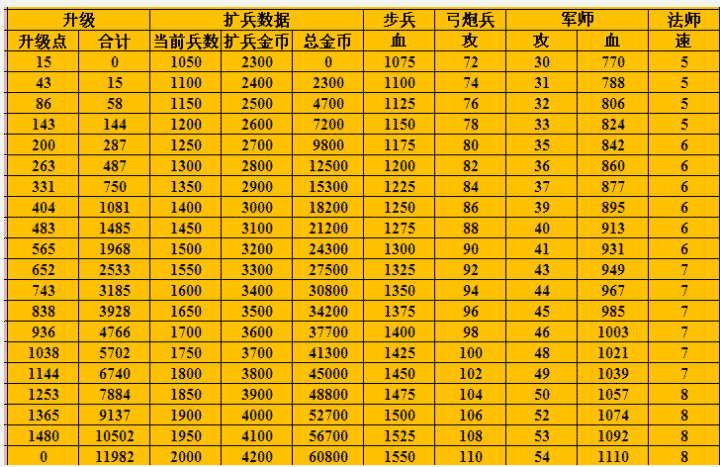 升级 扩兵数据 步兵 弓炮兵 军师 法师
升级点 合计 当前兵数 扩兵金币 总金币 血 攻 攻 血 速
15 0 1050 2300 0 1075 72 30 770 5
43 15 1100 2400 2300 1100 74 31 788 5
86 58 1150 2500 4700 1125 76 32 806 5
143 144 1200 2600 7200 1150 78 33 824 5
200 287 1250 2700 9800 1175 80 35 842 6
263 487 1300 2800 12500 1200 82 36 860 6
331 750 1350 2900 15300 1225 84 37 877 6
404 1081 1400 3000 18200 1250 86 39 895 6
483 1485 1450 3100 21200 1275 88 40 913 6
565 1968 1500 3200 24300 1300 90 41 931 6
652 2533 1550 3300 27500 1325 92 43 949 7
743 3185 1600 3400 30800 1350 94 44 967 7
838 3928 1650 3500 34200 1375 96 45 985 7
936 4766 1700 3600 37700 1400 98 46 1003 7
1038 5702 1750 3700 41300 1425 100 48 1021 7
1144 6740 1800 3800 45000 1450 102 49 1039 7
1253 7884 1850 3900 48800 1475 104 50 1057 8
1365 9137 1900 4000 52700 1500 106 52 1074 8
1480 10502 1950 4100 56700 1525 108 53 1092 8
0 11982 2000 4200 60800 1550 110 54 1110 8